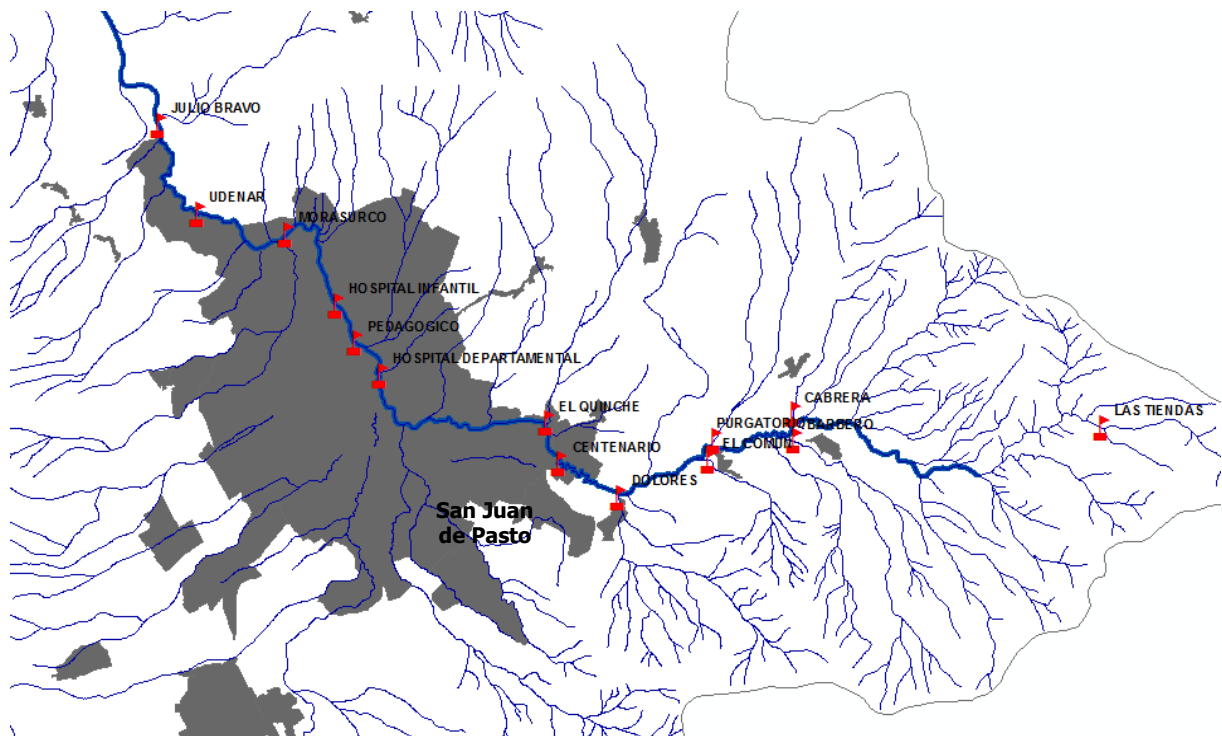 JULIO BRAVO
UDENAR
MORASURCO
HOSPITAL INFANTIL
PEDAGOGICO
HOSPITAL DEPARTAMENTAL
EL QUINCHE
CABRERA
LAS TIENDAS
PURGATORIO
BARBERO
EL COMUN
CENTENARIO
DOLORES
San Juan
de Pasto